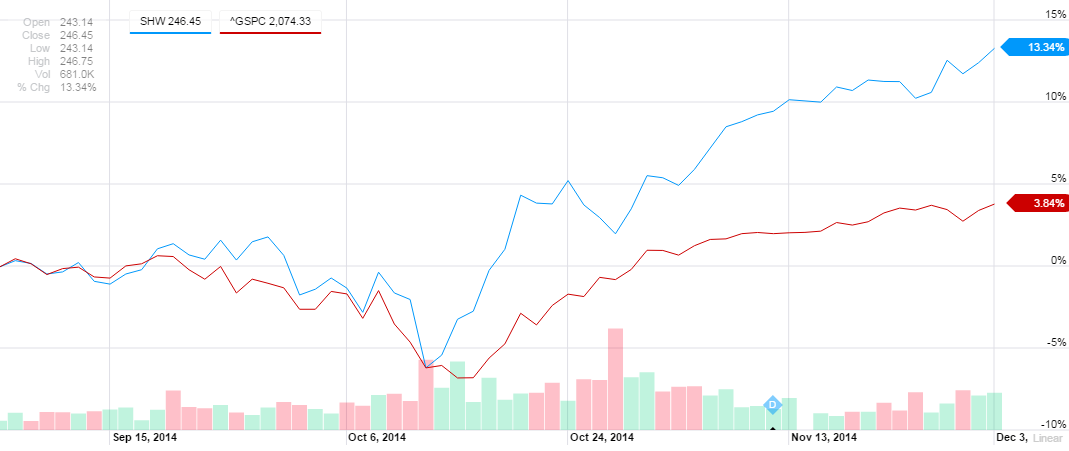 SHW 246.45
^GSPC 2,074.33
Open 243.14
Close 246.45
Low 243.14
High 246.75
Vol 681.0K
% Chg 13.34%
15%
13.34%
10%
5%
3.84%
0%
-5%
D
-10%
Sep 15, 2014
Oct 6, 2014
Oct 24, 2014
Nov 13, 2014
Dec 3,
Linear